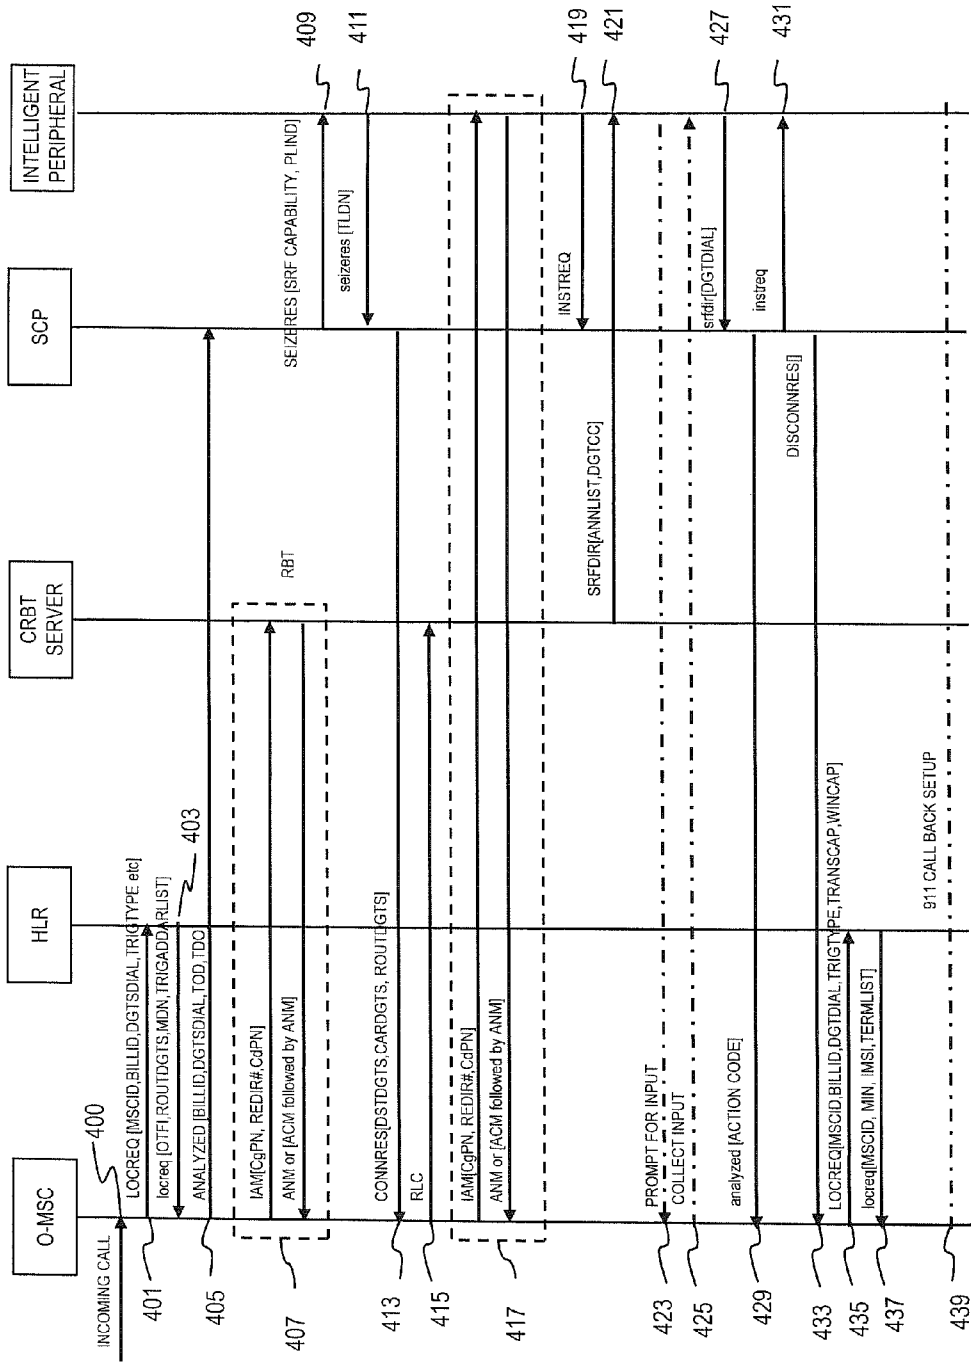 O-MSC
HLR
CRBT
SERVER
SCP
INTELLIGENT
PERIPHERAL
INCOMING CALL
400
LOCREQ [MSCID,BILLID,DGTSDIAL,TRIGTYPE etc]
401
locreq [OTFI,ROUTDGTS,MDN,TRIGADDARLIST]
403
ANALYZED [BILLID,DGTSDIAL,TOD,TDO
405
IAM[CgPN, REDIR#,CdPN]
RBT
ANM or [ACM followed by ANM]
407
SEIZERES [SRF CAPABILITY, PLIND]
409
seizeres [TLDN]
411
CONNRES[DSTDGTS,CARDGTS, ROUTDGTS]
413
RLC
415
IAM[CgPN, REDIR#,CdPN]
ANM or [ACM followed by ANM]
417
INSTREQ
419
SRFDIR[ANNLIST,DGTCC]
421
PROMPT FOR INPUT
423
COLLECT INPUT
425
srfdir[DGTDIAL]
427
analyzed [ACTION CODE]
429
instreq
431
DISCONNRES[]
433
LOCREQ[MSCID,BILLID,DGTDIAL,TRIGTYPE,TRANSCAP,WINCAP]
435
locreq[MSCID, MIN, IMSI,TERMLIST]
437
911 CALL BACK SETUP
439